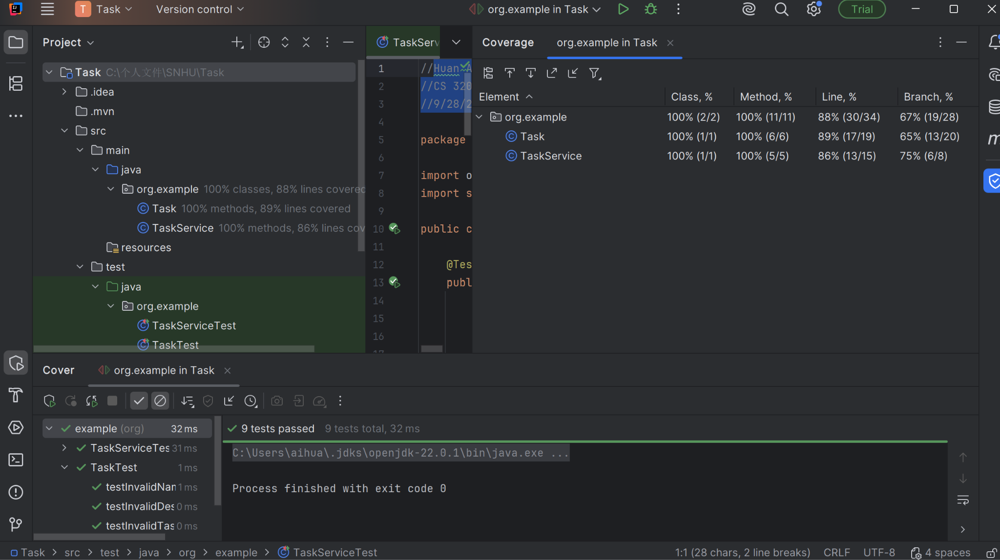 T Task Version control org.example in Task Trial
Project
Task C:\个人文件\SNHU\Task
.idea
.mvn
src
main
java
org.example 100% classes, 88% lines covered
Task 100% methods, 89% lines covered
TaskService 100% methods, 86% lines cov
resources
test
java
org.example
TaskServiceTest
TaskTest
TaskServ
1 //Huan A
2 //CS 320
3 //9/28/2
4
5 package
6
7 import o
8 import s
9
10 public c
11
12 @Tes
13 publ
14
15
16
17
Coverage org.example in Task
Element Class, % Method, % Line, % Branch, %
org.example 100% (2/2) 100% (11/11) 88% (30/34) 67% (19/28)
Task 100% (1/1) 100% (6/6) 89% (17/19) 65% (13/20)
TaskService 100% (1/1) 100% (5/5) 86% (13/15) 75% (6/8)
Cover org.example in Task
example (org) 32 ms
TaskServiceTes 31 ms
TaskTest 1 ms
testInvalidNam 1 ms
testInvalidDes 0 ms
testInvalidTas 0 ms
9 tests passed 9 tests total, 32 ms
C:\Users\aihua\.jdks\openjdk-22.0.1\bin\java.exe ...
Process finished with exit code 0
Task > src > test > java > org > example > TaskServiceTest
1:1 (28 chars, 2 line breaks) CRLF UTF-8 4 spaces